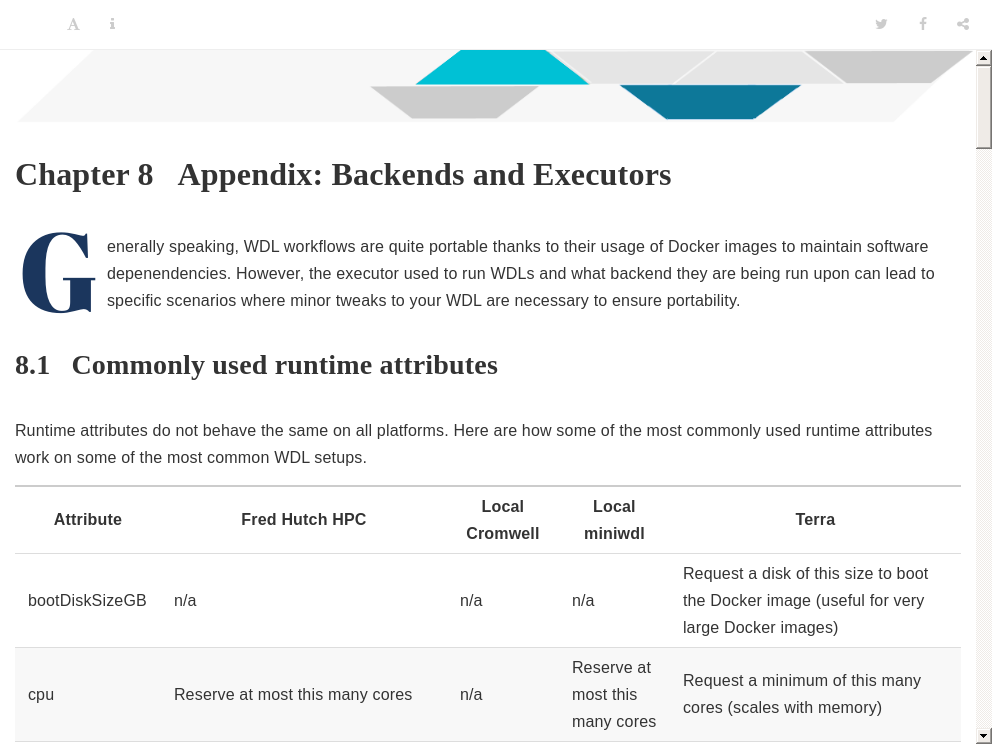 Chapter 8 Appendix: Backends and Executors
Generally speaking, WDL workflows are quite portable thanks to their usage of Docker images to maintain software
depenendencies. However, the executor used to run WDLs and what backend they are being run upon can lead to
specific scenarios where minor tweaks to your WDL are necessary to ensure portability.
8.1 Commonly used runtime attributes
Runtime attributes do not behave the same on all platforms. Here are how some of the most commonly used runtime attributes
work on some of the most common WDL setups.
Attribute Fred Hutch HPC Local Cromwell Local miniwdl Terra
bootDiskSizeGB n/a n/a n/a Request a disk of this size to boot
the Docker image (useful for very
large Docker images)
cpu Reserve at most this many cores n/a Reserve at most this many cores Request a minimum of this many
cores (scales with memory)